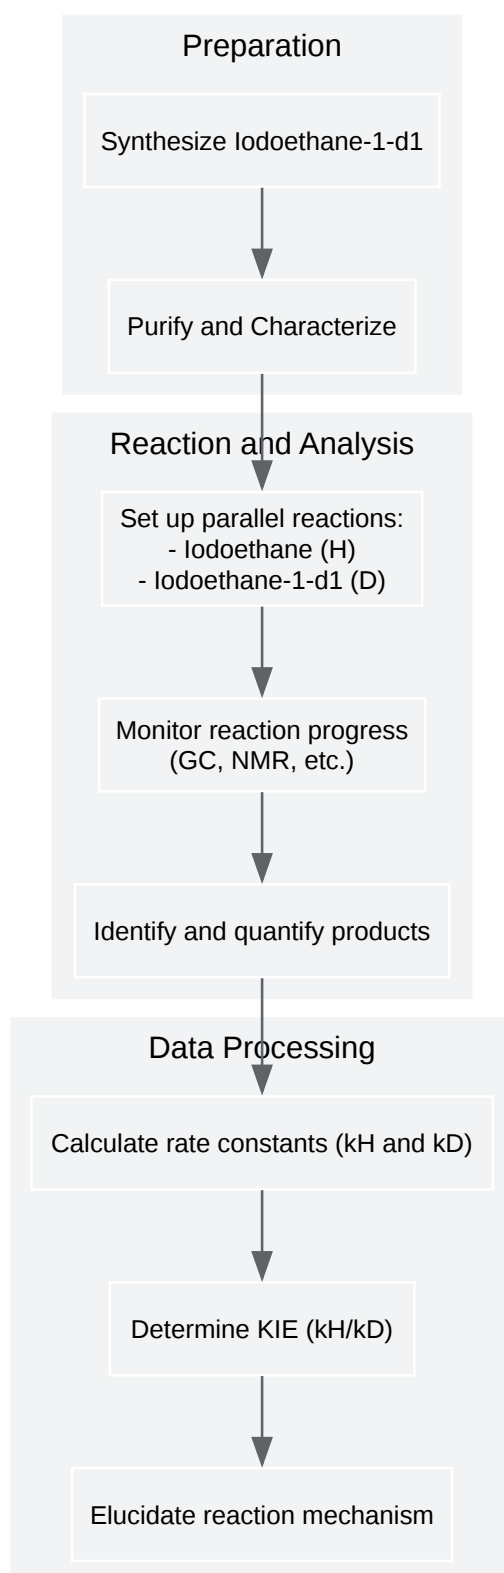 Preparation
Synthesize Iodoethane-1-d1
Purify and Characterize
Reaction and Analysis
Set up parallel reactions:
- Iodoethane (H)
- Iodoethane-1-d1 (D)
Monitor reaction progress
(GC, NMR, etc.)
Identify and quantify products
Data Processing
Calculate rate constants (kH and kD)
Determine KIE (kH/kD)
Elucidate reaction mechanism